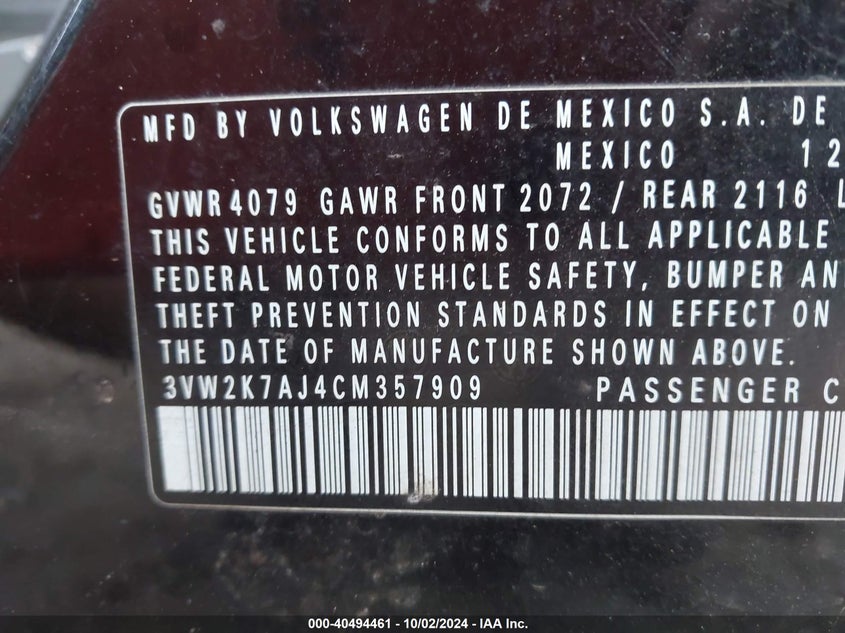 MFD BY VOLKSWAGEN DE MEXICO S.A. DE
MEXICO 12
GVWR 4079 GAWR FRONT 2072 / REAR 2116 L
THIS VEHICLE CONFORMS TO ALL APPLICABLE
FEDERAL MOTOR VEHICLE SAFETY, BUMPER AN
THEFT PREVENTION STANDARDS IN EFFECT ON
THE DATE OF MANUFACTURE SHOWN ABOVE.
3VW2K7AJ4CM357909 PASSENGER C
000-40494461 - 10/02/2024 - IAA Inc.